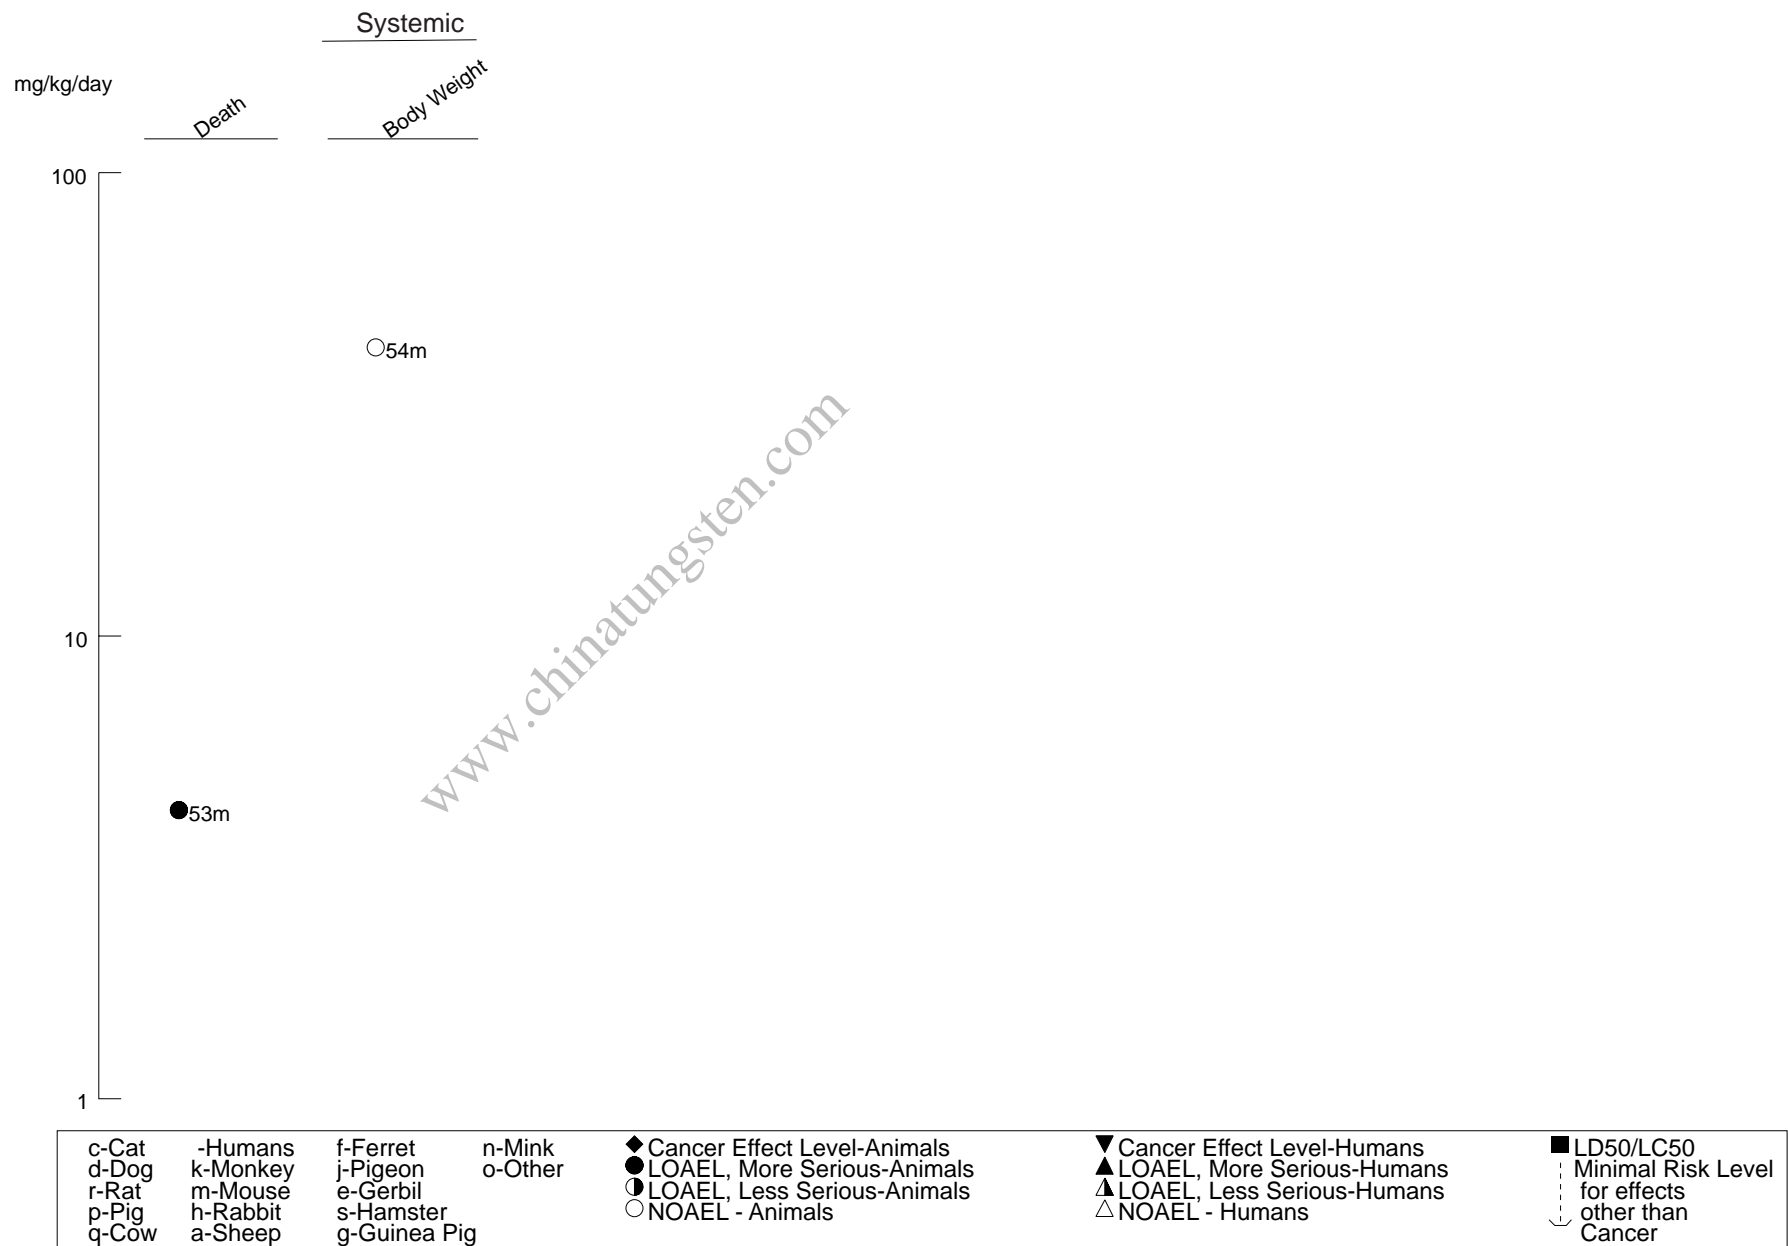 Systemic
mg/kg/day
Death
Body Weight
100
54m
www.chinatungsten.com
10
53m
1
c-Cat -Humans f-Ferret n-Mink
d-Dog k-Monkey j-Pigeon o-Other
r-Rat m-Mouse e-Gerbil
p-Pig h-Rabbit s-Hamster
q-Cow a-Sheep g-Guinea Pig
Cancer Effect Level-Animals
LOAEL, More Serious-Animals
LOAEL, Less Serious-Animals
NOAEL - Animals
Cancer Effect Level-Humans
LOAEL, More Serious-Humans
LOAEL, Less Serious-Humans
NOAEL - Humans
LD50/LC50
Minimal Risk Level
for effects
other than
Cancer